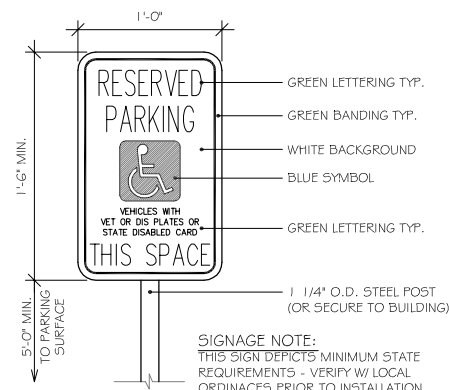 1'-0"
RESERVED
PARKING
VEHICLES WITH
VET OR DIS PLATES OR
STATE DISABLED CARD
THIS SPACE
1'-6" MIN.
5'-0" MIN.
TO PARKING
SURFACE
GREEN LETTERING TYP.
GREEN BANDING TYP.
WHITE BACKGROUND
BLUE SYMBOL
GREEN LETTERING TYP.
1 1/4" O.D. STEEL POST
(OR SECURE TO BUILDING)
SIGNAGE NOTE:
THIS SIGN DEPICTS MINIMUM STATE
REQUIREMENTS - VERIFY W/ LOCAL
ORDINACES PRIOR TO INSTALLATION